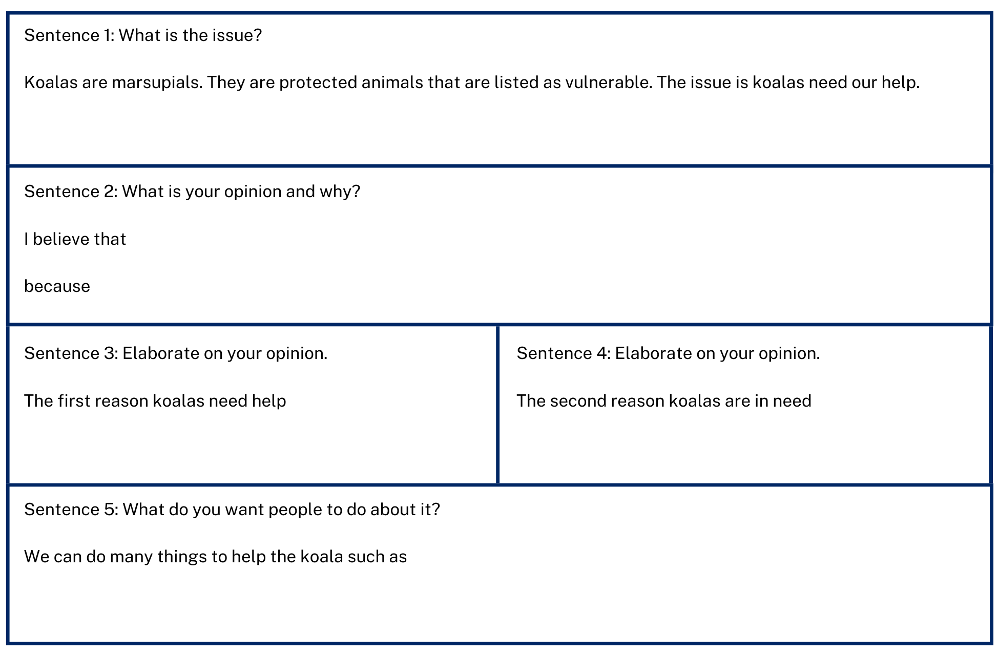 Sentence 1: What is the issue?
Koalas are marsupials. They are protected animals that are listed as vulnerable. The issue is koalas need our help.
Sentence 2: What is your opinion and why?
I believe that
because
Sentence 3: Elaborate on your opinion.
The first reason koalas need help
Sentence 4: Elaborate on your opinion.
The second reason koalas are in need
Sentence 5: What do you want people to do about it?
We can do many things to help the koala such as